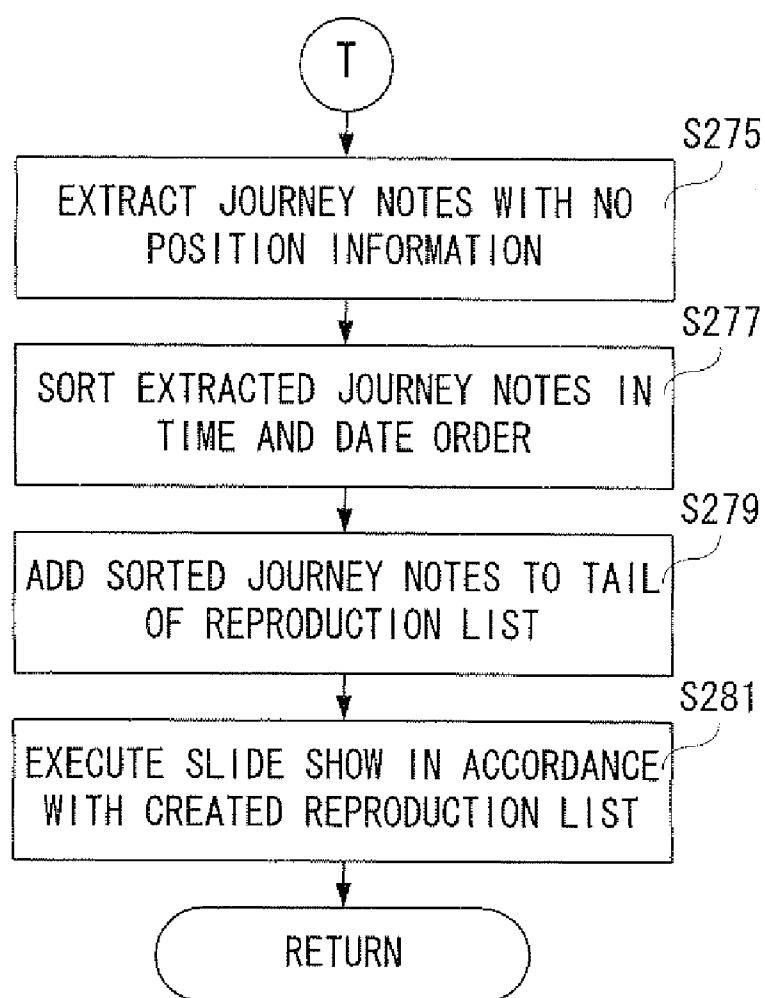 T
S275
EXTRACT JOURNEY NOTES WITH NO
POSITION INFORMATION
S277
SORT EXTRACTED JOURNEY NOTES IN
TIME AND DATE ORDER
S279
ADD SORTED JOURNEY NOTES TO TAIL
OF REPRODUCTION LIST
S281
EXECUTE SLIDE SHOW IN ACCORDANCE
WITH CREATED REPRODUCTION LIST
RETURN